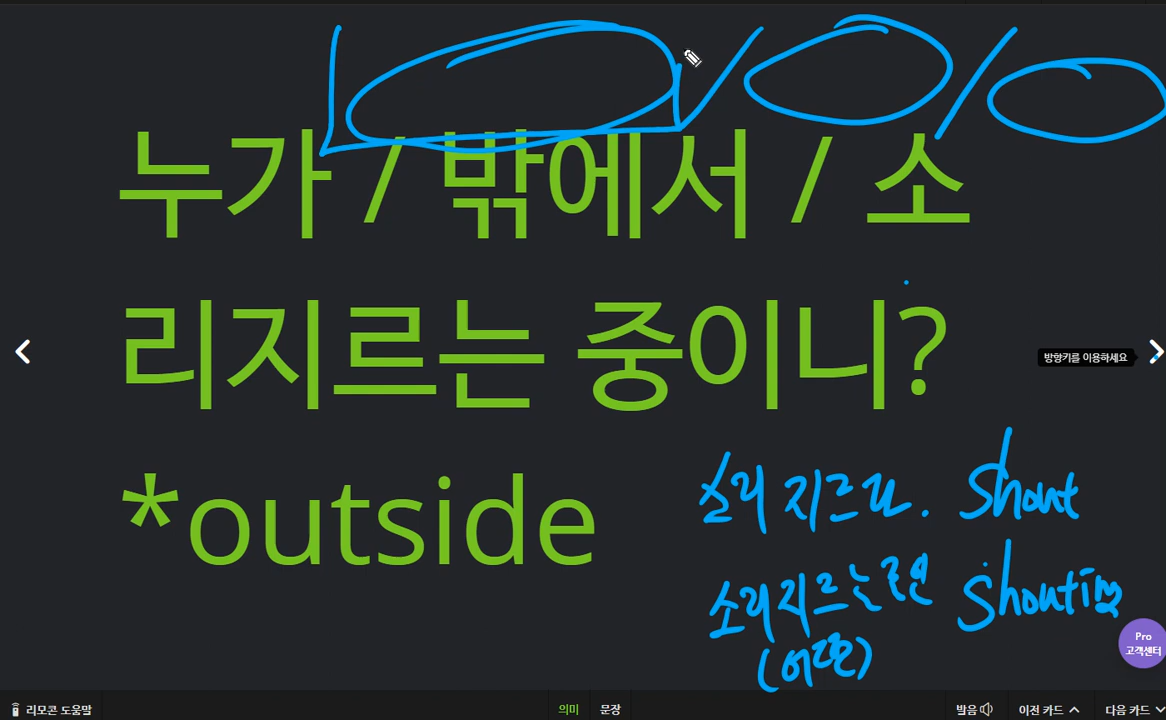 누가 / 밖에서 / 소
리지르는 중이니?
방향키를 이용하세요
*outside
소리 지르다. Shout
소리지르는 Shouting
Pro
고객센터
리모콘 도움말 의미 문장 발음 이전 카드 다음 카드